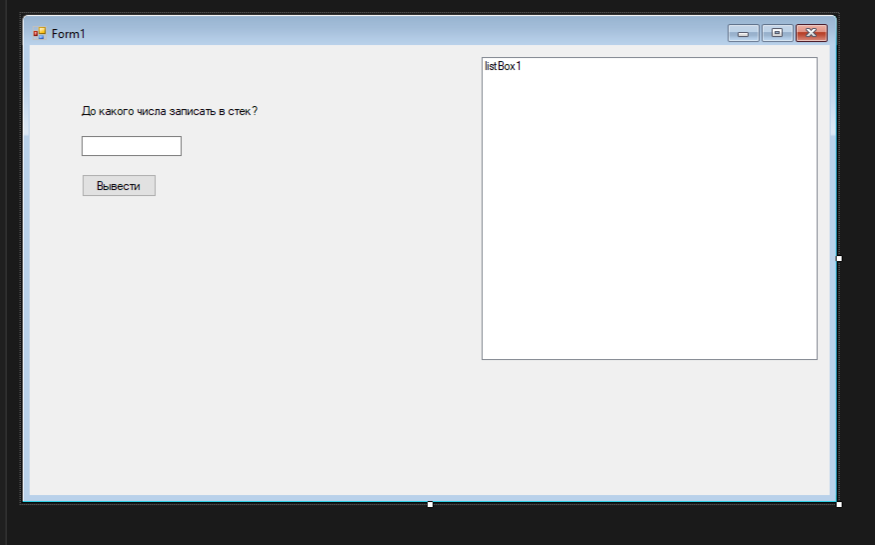 Form1
listBox1
До какого числа записать в стек?
Вывести